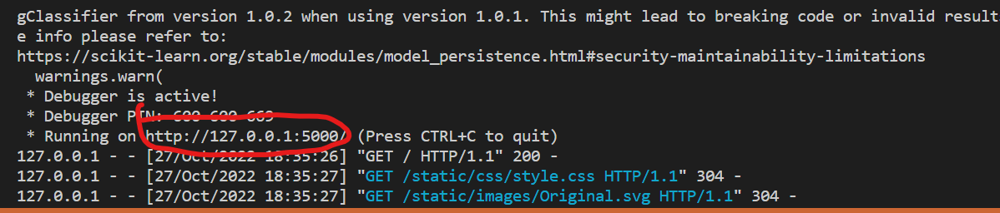 gClassifier from version 1.0.2 when using version 1.0.1. This might lead to breaking code or invalid result
e info please refer to:
https://scikit-learn.org/stable/modules/model_persistence.html#security-maintainability-limitations
warnings.warn(
* Debugger is active!
* Debugger PIN:
* Running on http://127.0.0.1:5000/ (Press CTRL+C to quit)
127.0.0.1 - - [27/Oct/2022 18:35:26] "GET / HTTP/1.1" 200 -
127.0.0.1 - - [27/Oct/2022 18:35:27] "GET /static/css/style.css HTTP/1.1" 304 -
127.0.0.1 - - [27/Oct/2022 18:35:27] "GET /static/images/Original.svg HTTP/1.1" 304 -